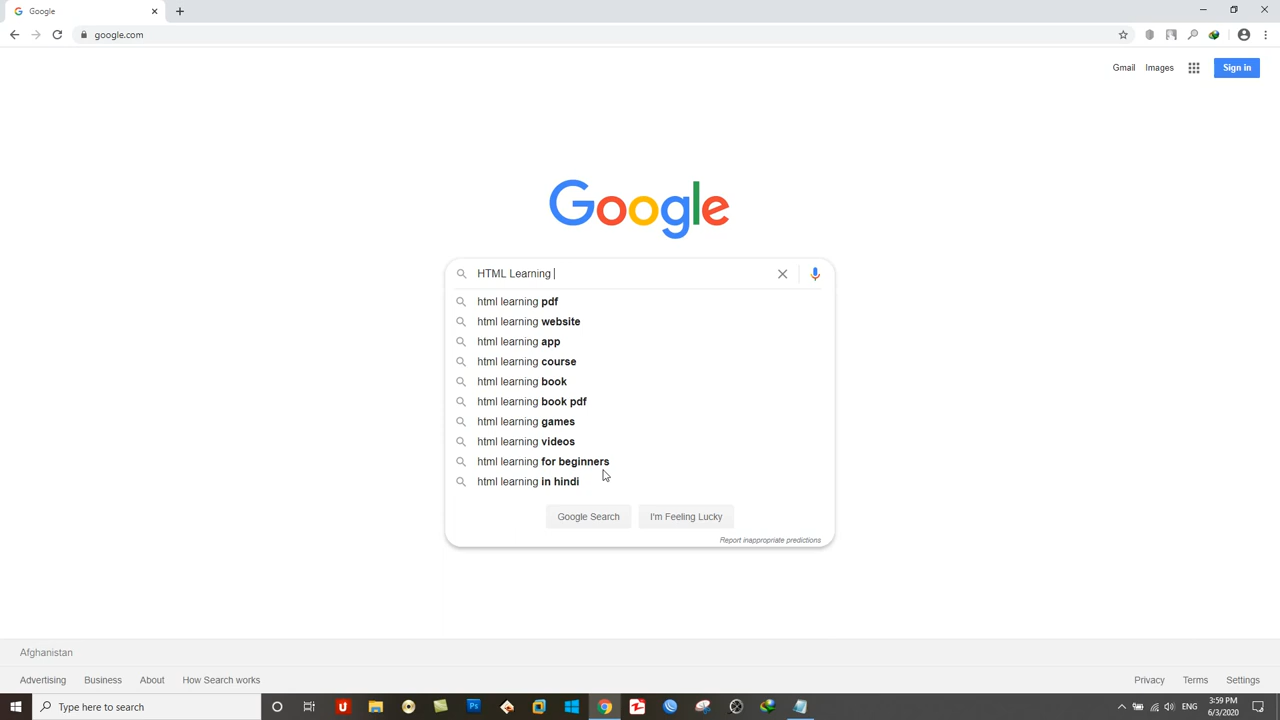 Google
google.com
Gmail Images Sign in
Google
HTML Learning
html learning pdf
html learning website
html learning app
html learning course
html learning book
html learning book pdf
html learning games
html learning videos
html learning for beginners
html learning in hindi
Google Search I'm Feeling Lucky
Report inappropriate predictions
Afghanistan
Advertising Business About How Search works Privacy Terms Settings
Type here to search Ps ENG 3:59 PM
6/3/2020